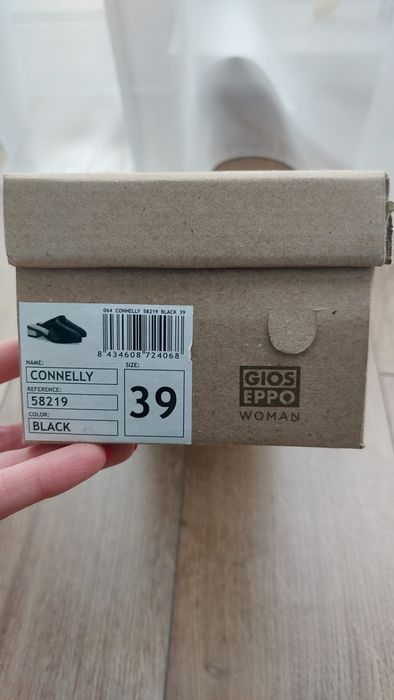 064 CONNELLY 58219 BLACK 39
8 434608 724068
NAME:
CONNELLY
REFERENCE:
58219
COLOR:
BLACK
SIZE:
39
GIOS
EPPO
WOMAN